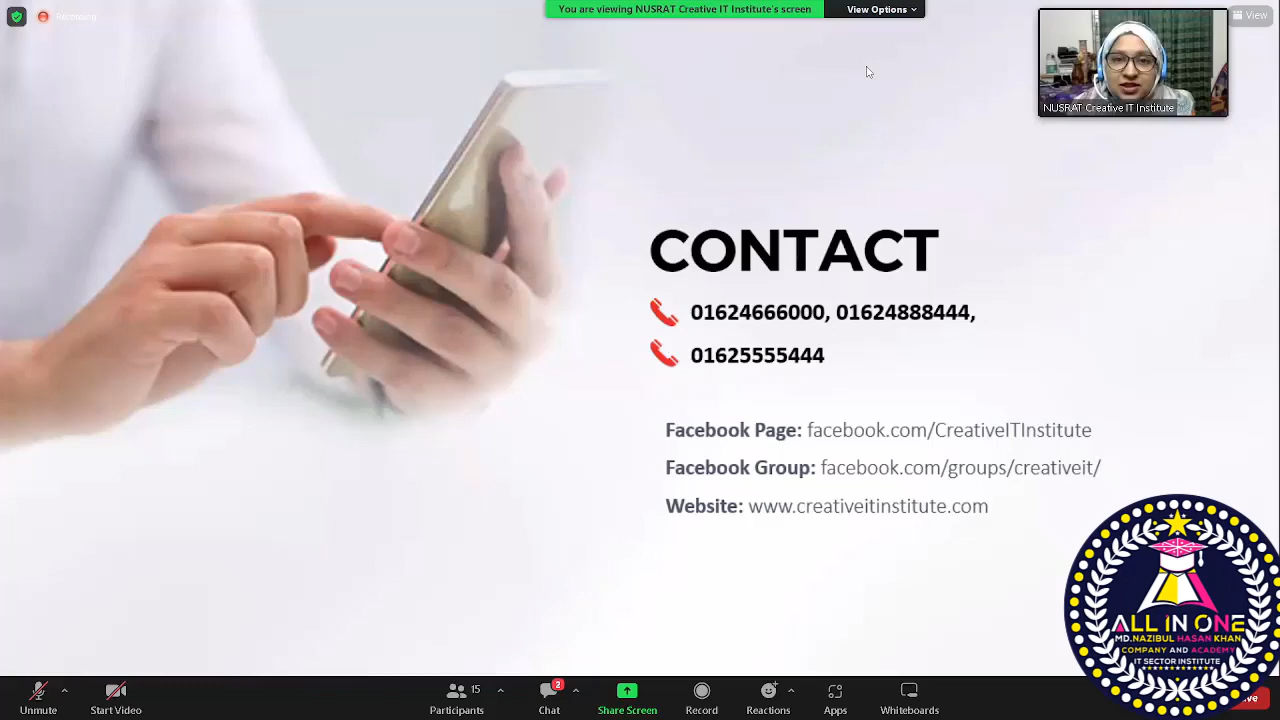 Recording
You are viewing NUSRAT Creative IT Institute's screen
View Options
View
NUSRAT Creative IT Institute
CONTACT
01624666000, 01624888444,
01625555444
Facebook Page: facebook.com/CreativeITInstitute
Facebook Group: facebook.com/groups/creativeit/
Website: www.creativeitinstitute.com
ALL IN ONE
MD.NAZIBUL HASAN KHAN
COMPANY AND ACADEMY
IT SECTOR INSTITUTE
Unmute
Start Video
15
Participants
2
Chat
Share Screen
Record
Reactions
Apps
Whiteboards